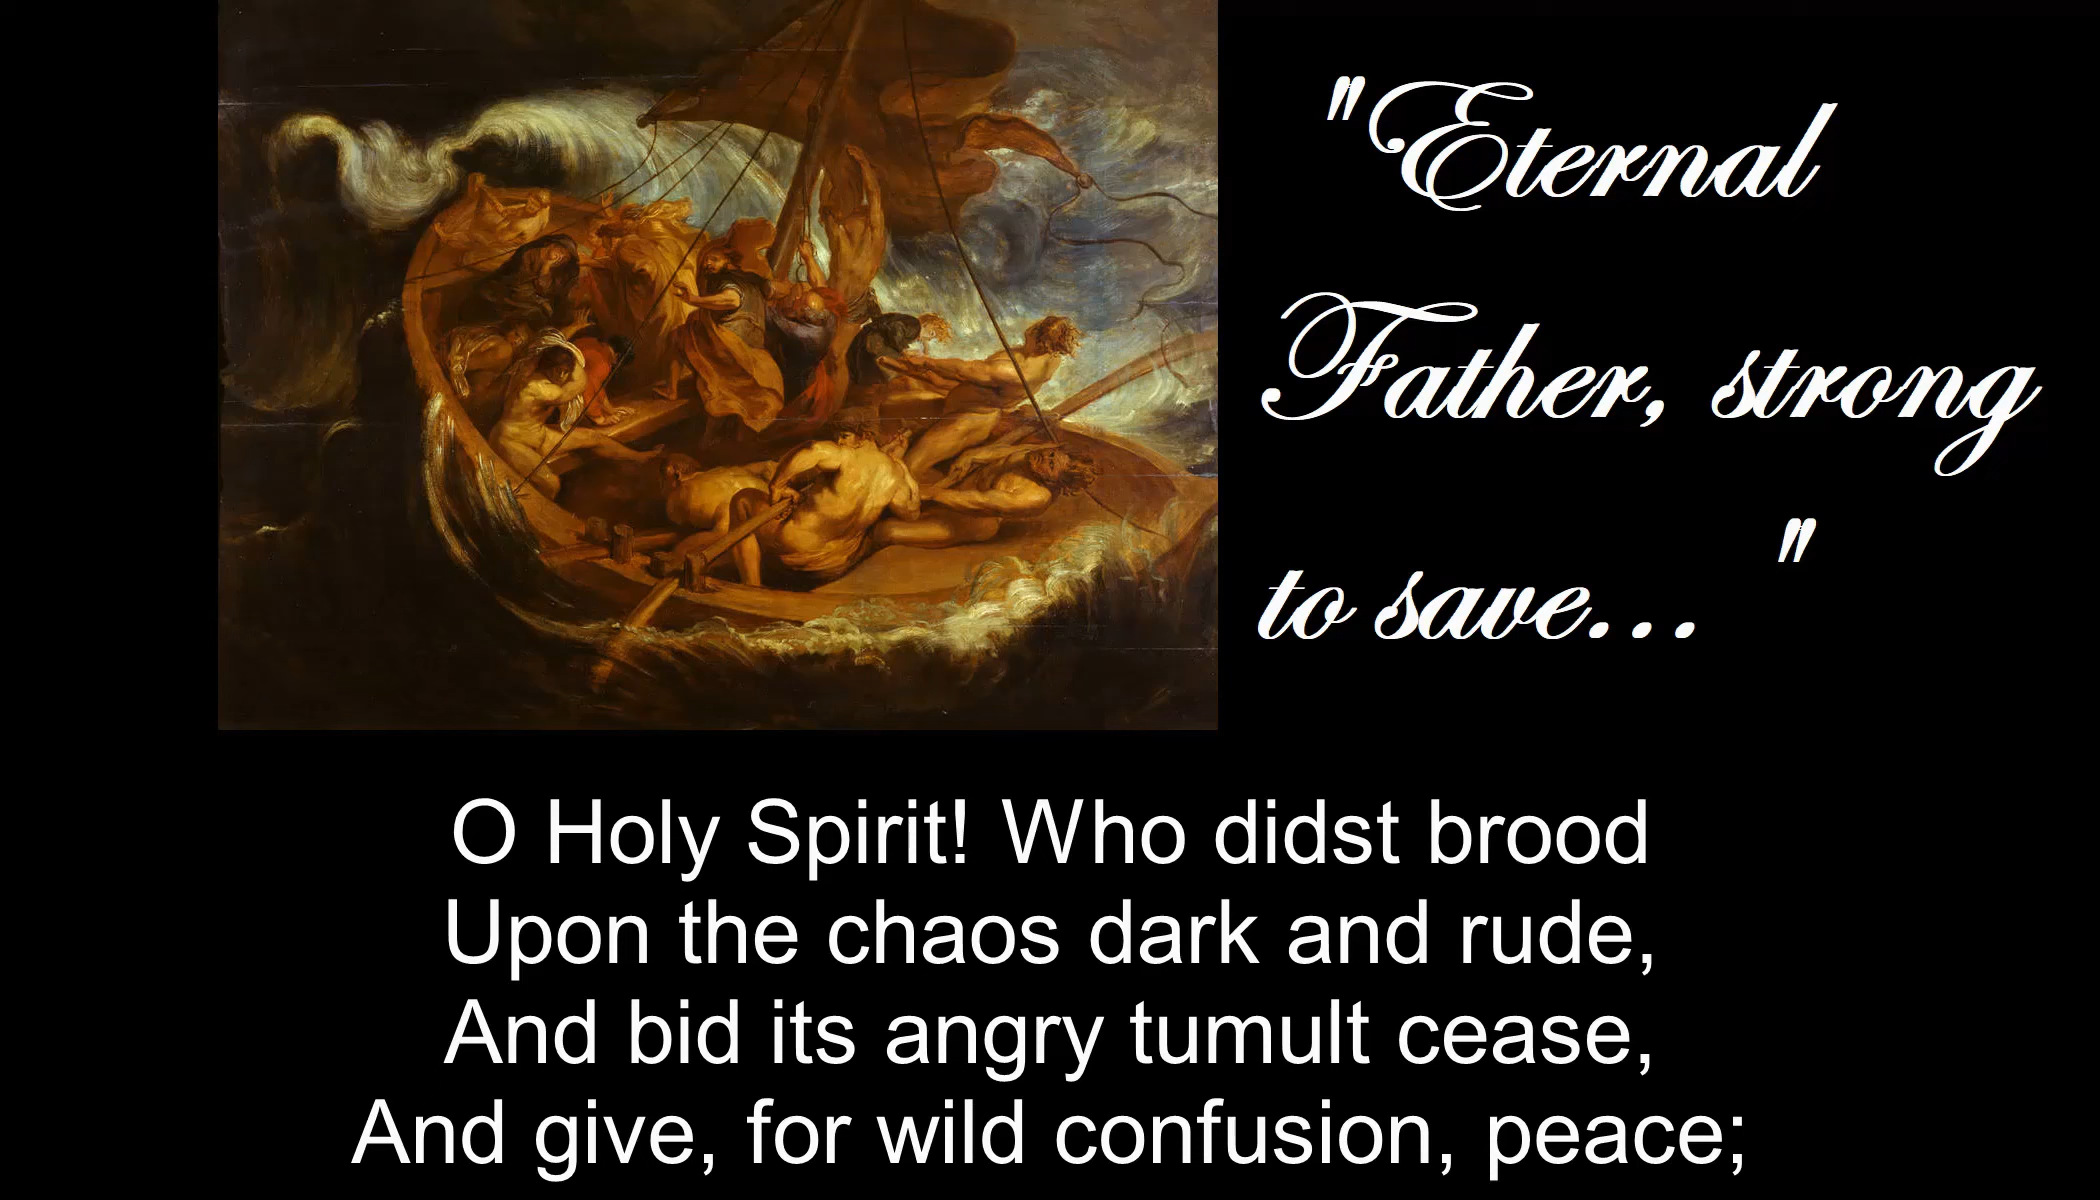 "Eternal
Father, strong
to save..."
O Holy Spirit! Who didst brood
Upon the chaos dark and rude,
And bid its angry tumult cease,
And give, for wild confusion, peace;